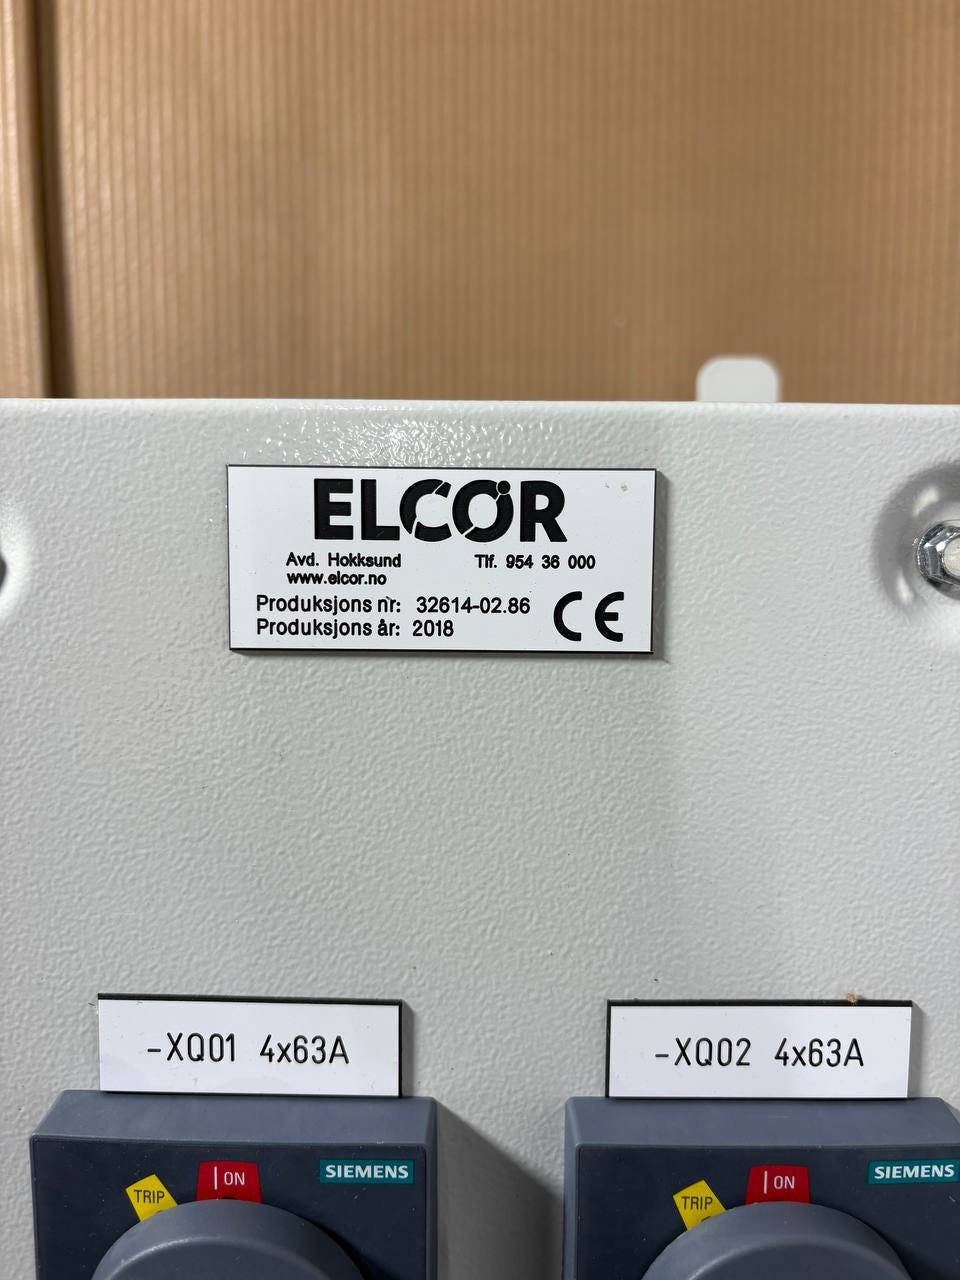 ELCOR
Avd. Hokksund Tlf. 954 36 000
www.elcor.no
Produksjons nr: 32614-02.86
Produksjons år: 2018
CE
-XQ01 4x63A
-XQ02 4x63A
SIEMENS
TRIP
I ON
SIEMENS
TRIP
I ON